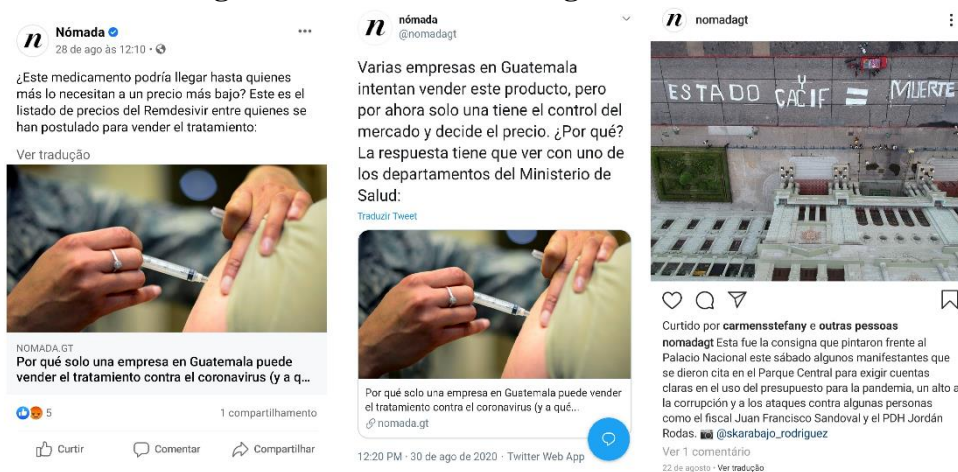 n
Nómada
28 de ago às 12:10 •
¿Este medicamento podría llegar hasta quienes
más lo necesitan a un precio más bajo? Este es el
listado de precios del Remdesivir entre quienes se
han postulado para vender el tratamiento:
Ver tradução
NOMADA.GT
Por qué solo una empresa en Guatemala puede
vender el tratamiento contra el coronavirus (y a q...
5
1 compartilhamento
Curtir
Comentar
Compartilhar
n
nómada
@nomadagt
Varias empresas en Guatemala
intentan vender este producto, pero
por ahora solo una tiene el control del
mercado y decide el precio. ¿Por qué?
La respuesta tiene que ver con uno de
los departamentos del Ministerio de
Salud:
Traduzir Tweet
Por qué solo una empresa en Guatemala puede vender
el tratamiento contra el coronavirus (y a qué...
nomada.gt
12:20 PM · 30 de ago de 2020 · Twitter Web App
n
nomadagt
ESTADO Y CACIF = MUERTE
Curtido por carmensstefany e outras pessoas
nomadagt Esta fue la consigna que pintaron frente al
Palacio Nacional este sábado algunos manifestantes que
se dieron cita en el Parque Central para exigir cuentas
claras en el uso del presupuesto para la pandemia, un alto a
la corrupción y a los ataques contra algunas personas
como el fiscal Juan Francisco Sandoval y el PDH Jordán
Rodas. 📷 @skarabajo_rodriguez
Ver 1 comentário
22 de agosto · Ver tradução